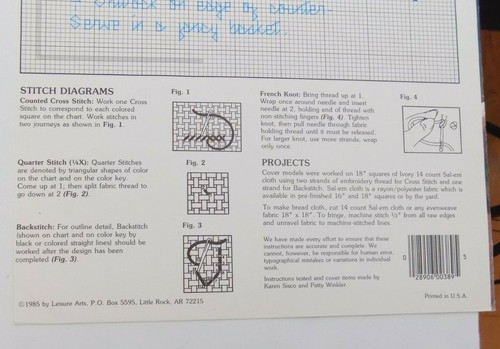 - Unlock on edge of counter-
Serve in a fancy basket.
STITCH DIAGRAMS
Counted Cross Stitch: Work one Cross
Stitch to correspond to each colored
square on the chart. Work stitches in
two journeys as shown in Fig. 1.
Fig. 1
Quarter Stitch (¼X): Quarter Stitches
are denoted by triangular shapes of color
on the chart and on the color key.
Come up at 1; then split fabric thread to
go down at 2 (Fig. 2).
Fig. 2
Backstitch: For outline detail, Backstitch
(shown on chart and on color key by
black or colored straight lines) should be
worked after the design has been
completed (Fig. 3).
Fig. 3
©1985 by Leisure Arts, P.O. Box 5595, Little Rock, AR 72215
French Knot: Bring thread up at 1.
Wrap once around needle and insert
needle at 2, holding end of thread with
non-stitching fingers (Fig. 4). Tighten
knot, then pull needle through fabric
holding thread until it must be released.
For larger knot, use more strands, wrap
only once.
Fig. 4
PROJECTS
Cover models were worked on 18" squares of Ivory 14 count Sal-em
cloth using two strands of embroidery thread for Cross Stitch and one
strand for Backstitch. Sal-em cloth is a rayon/polyester fabric which is
available in pre-finished 16" and 18" squares or by the yard.
To make bread cloth, cut 14 count Sal-em cloth or any evenweave
fabric 18" x 18". To fringe, machine stitch ½" from all raw edges
and unravel fabric to machine-stitched lines.
We have made every effort to ensure that these
instructions are accurate and complete. We
cannot, however, be responsible for human error,
typographical mistakes or variations in individual
work.
Instructions tested and cover items made by
Karen Sisco and Patty Winkler.
0 28906 00389 5
Printed in U.S.A.